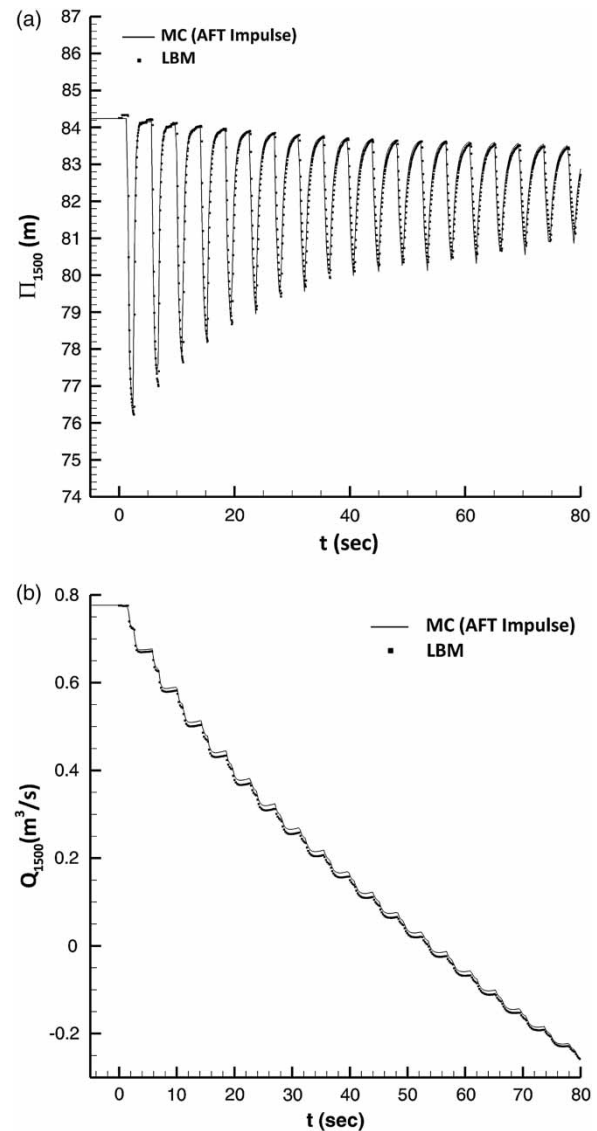 (a)
MC (AFT Impulse)
LBM
87
86
85
84
83
82
81
80
79
78
77
76
75
74
Π1500 (m)
0 20 40 60 80
t (sec)
(b)
MC (AFT Impulse)
LBM
0.8
0.6
0.4
0.2
0
-0.2
Q1500(m³/s)
0 10 20 30 40 50 60 70 80
t (sec)